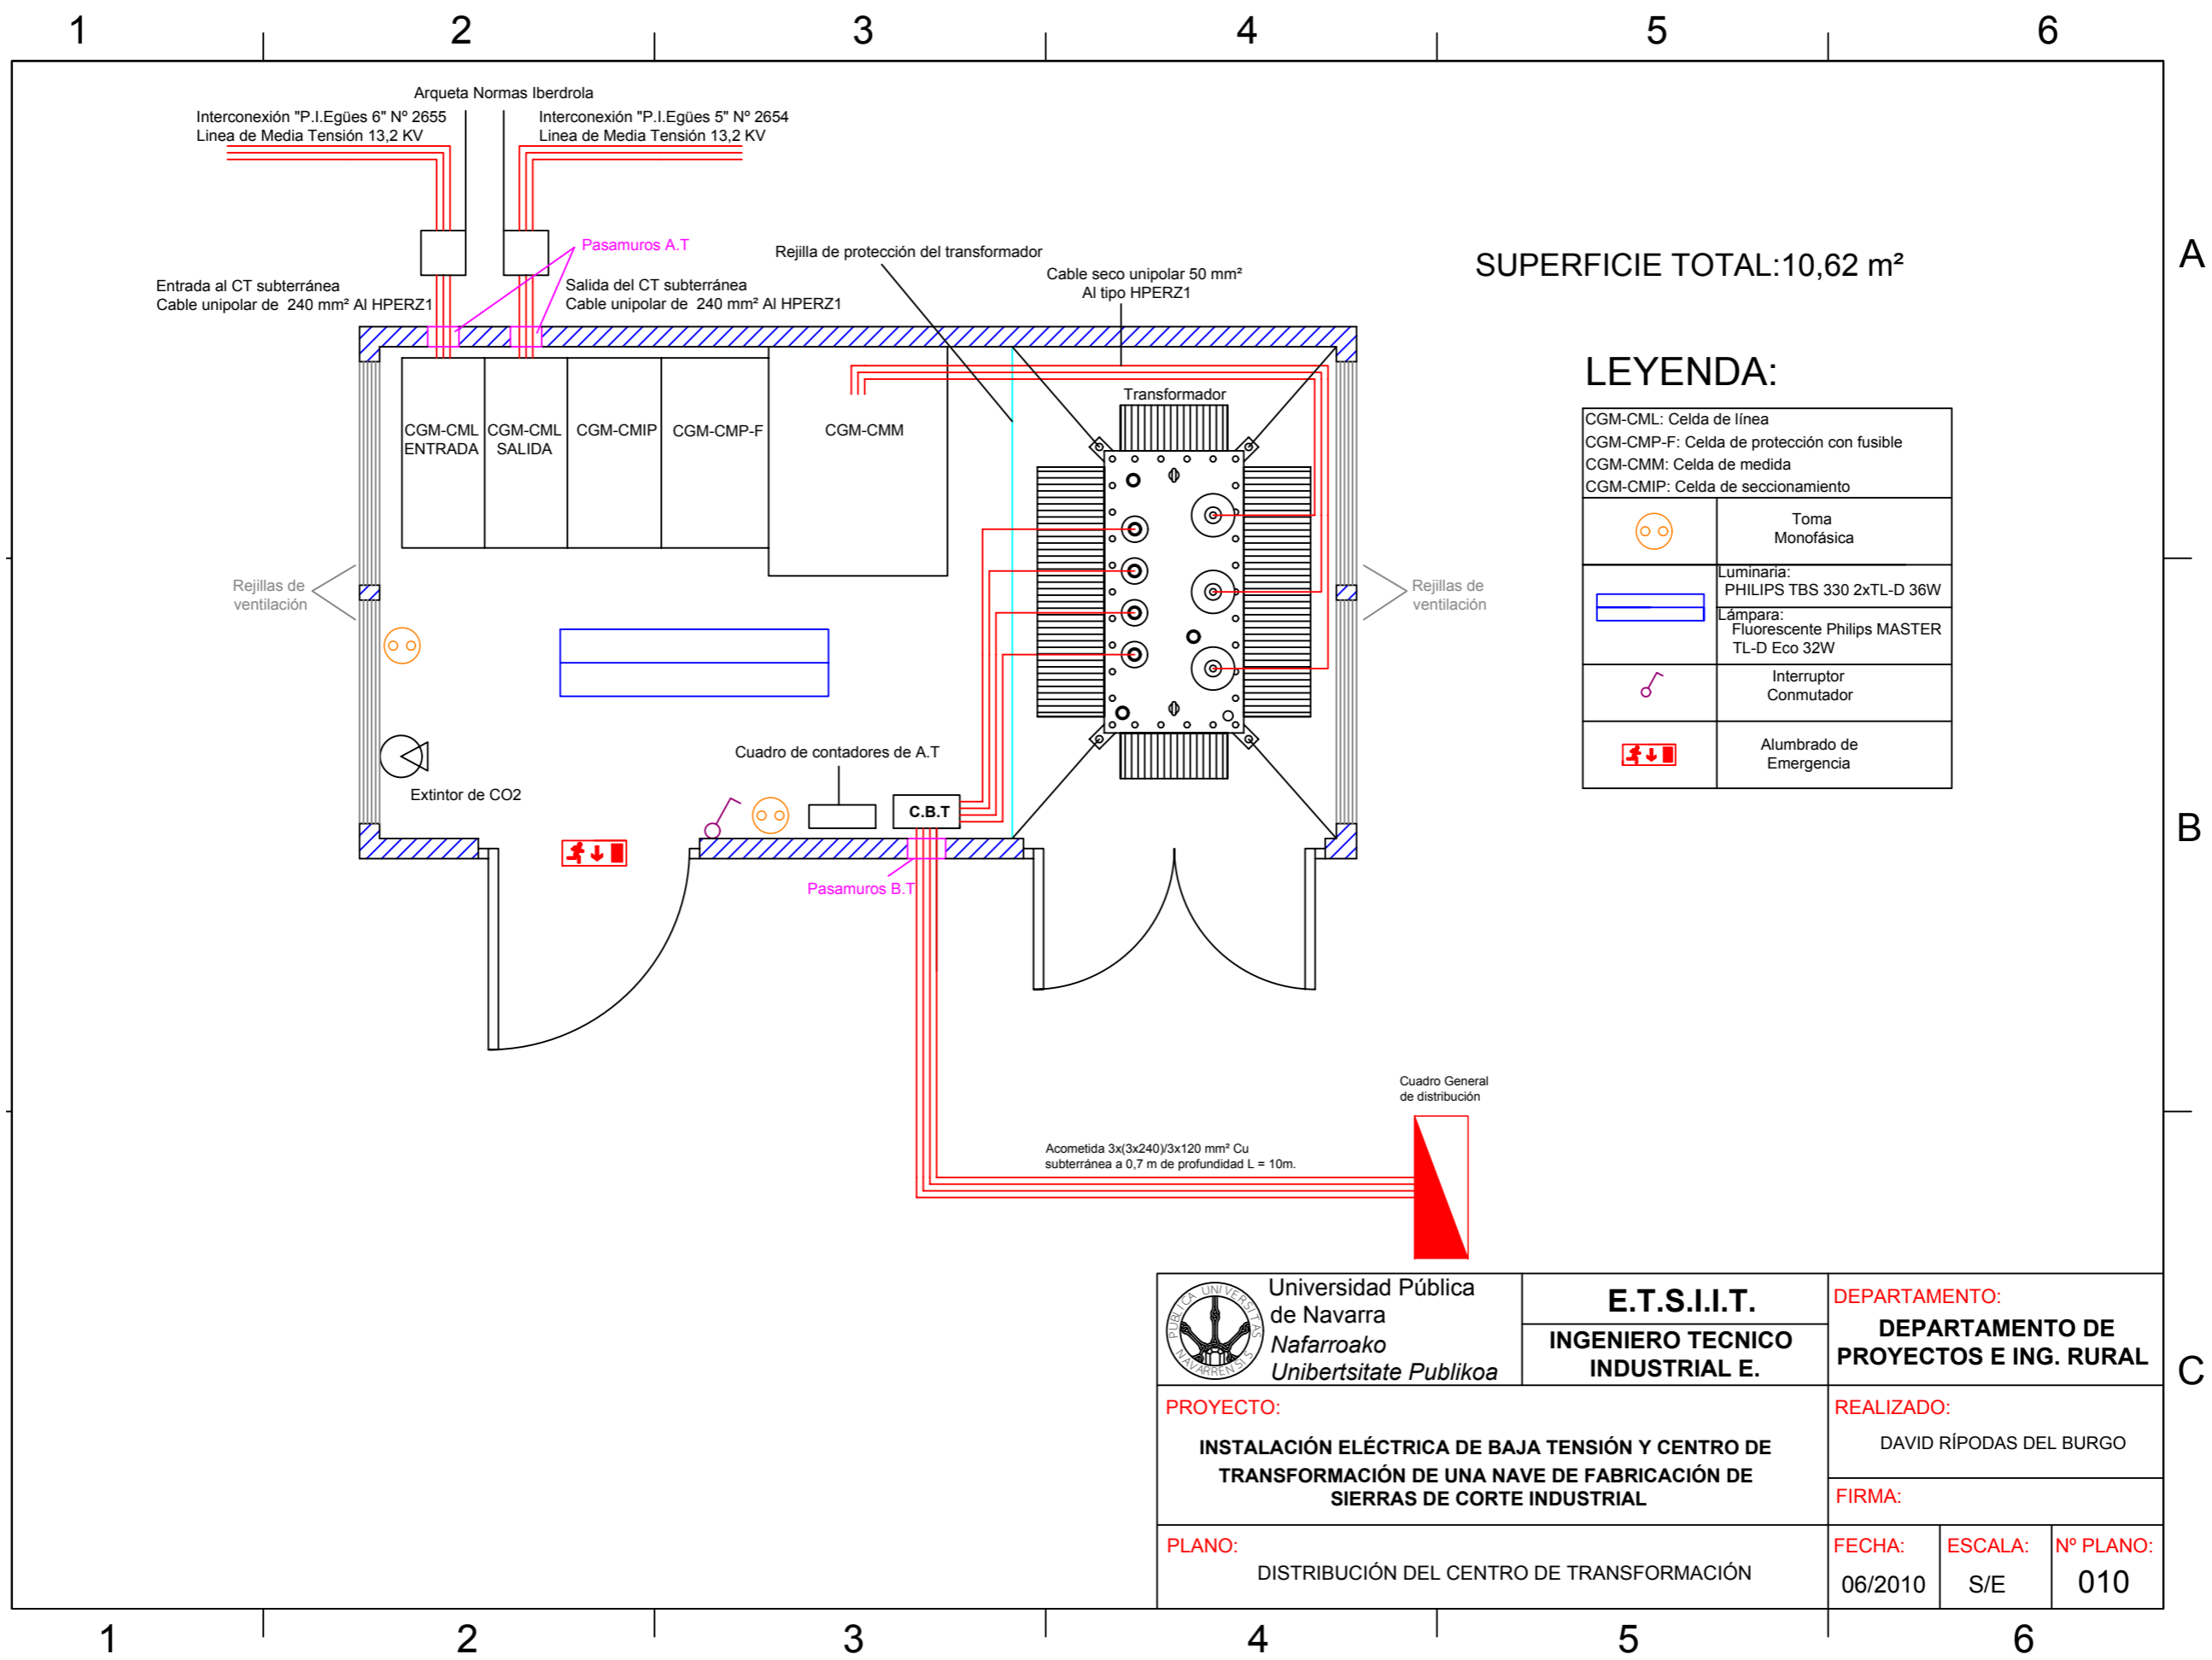 1 2 3 4 5 6
Arqueta Normas Iberdrola
Interconexión "P.I.Egües 6" Nº 2655
Linea de Media Tensión 13,2 KV
Interconexión "P.I.Egües 5" Nº 2654
Linea de Media Tensión 13,2 KV
Pasamuros A.T
Rejilla de protección del transformador
Entrada al CT subterránea
Cable unipolar de 240 mm² Al HPERZ1
Salida del CT subterránea
Cable unipolar de 240 mm² Al HPERZ1
Cable seco unipolar 50 mm²
Al tipo HPERZ1
SUPERFICIE TOTAL:10,62 m²
A
CGM-CML
ENTRADA
CGM-CML
SALIDA
CGM-CMIP
CGM-CMP-F
CGM-CMM
Transformador
Rejillas de
ventilación
Rejillas de
ventilación
LEYENDA:
CGM-CML: Celda de línea
CGM-CMP-F: Celda de protección con fusible
CGM-CMM: Celda de medida
CGM-CMIP: Celda de seccionamiento
Toma
Monofásica
Luminaria:
PHILIPS TBS 330 2xTL-D 36W
Lámpara:
Fluorescente Philips MASTER
TL-D Eco 32W
Interruptor
Conmutador
Alumbrado de
Emergencia
Cuadro de contadores de A.T
Extintor de CO2
C.B.T
B
Pasamuros B.T
Cuadro General
de distribución
Acometida 3x(3x240)/3x120 mm² Cu
subterránea a 0,7 m de profundidad L = 10m.
PUBLICA UNIVERSITAS
NAVARRENSIS
Universidad Pública
de Navarra
Nafarroako
Unibertsitate Publikoa
E.T.S.I.I.T.
INGENIERO TECNICO
INDUSTRIAL E.
DEPARTAMENTO:
DEPARTAMENTO DE
PROYECTOS E ING. RURAL
C
PROYECTO:
INSTALACIÓN ELÉCTRICA DE BAJA TENSIÓN Y CENTRO DE
TRANSFORMACIÓN DE UNA NAVE DE FABRICACIÓN DE
SIERRAS DE CORTE INDUSTRIAL
REALIZADO:
DAVID RÍPODAS DEL BURGO
FIRMA:
PLANO:
DISTRIBUCIÓN DEL CENTRO DE TRANSFORMACIÓN
FECHA:
06/2010
ESCALA:
S/E
Nº PLANO:
010
1 2 3 4 5 6